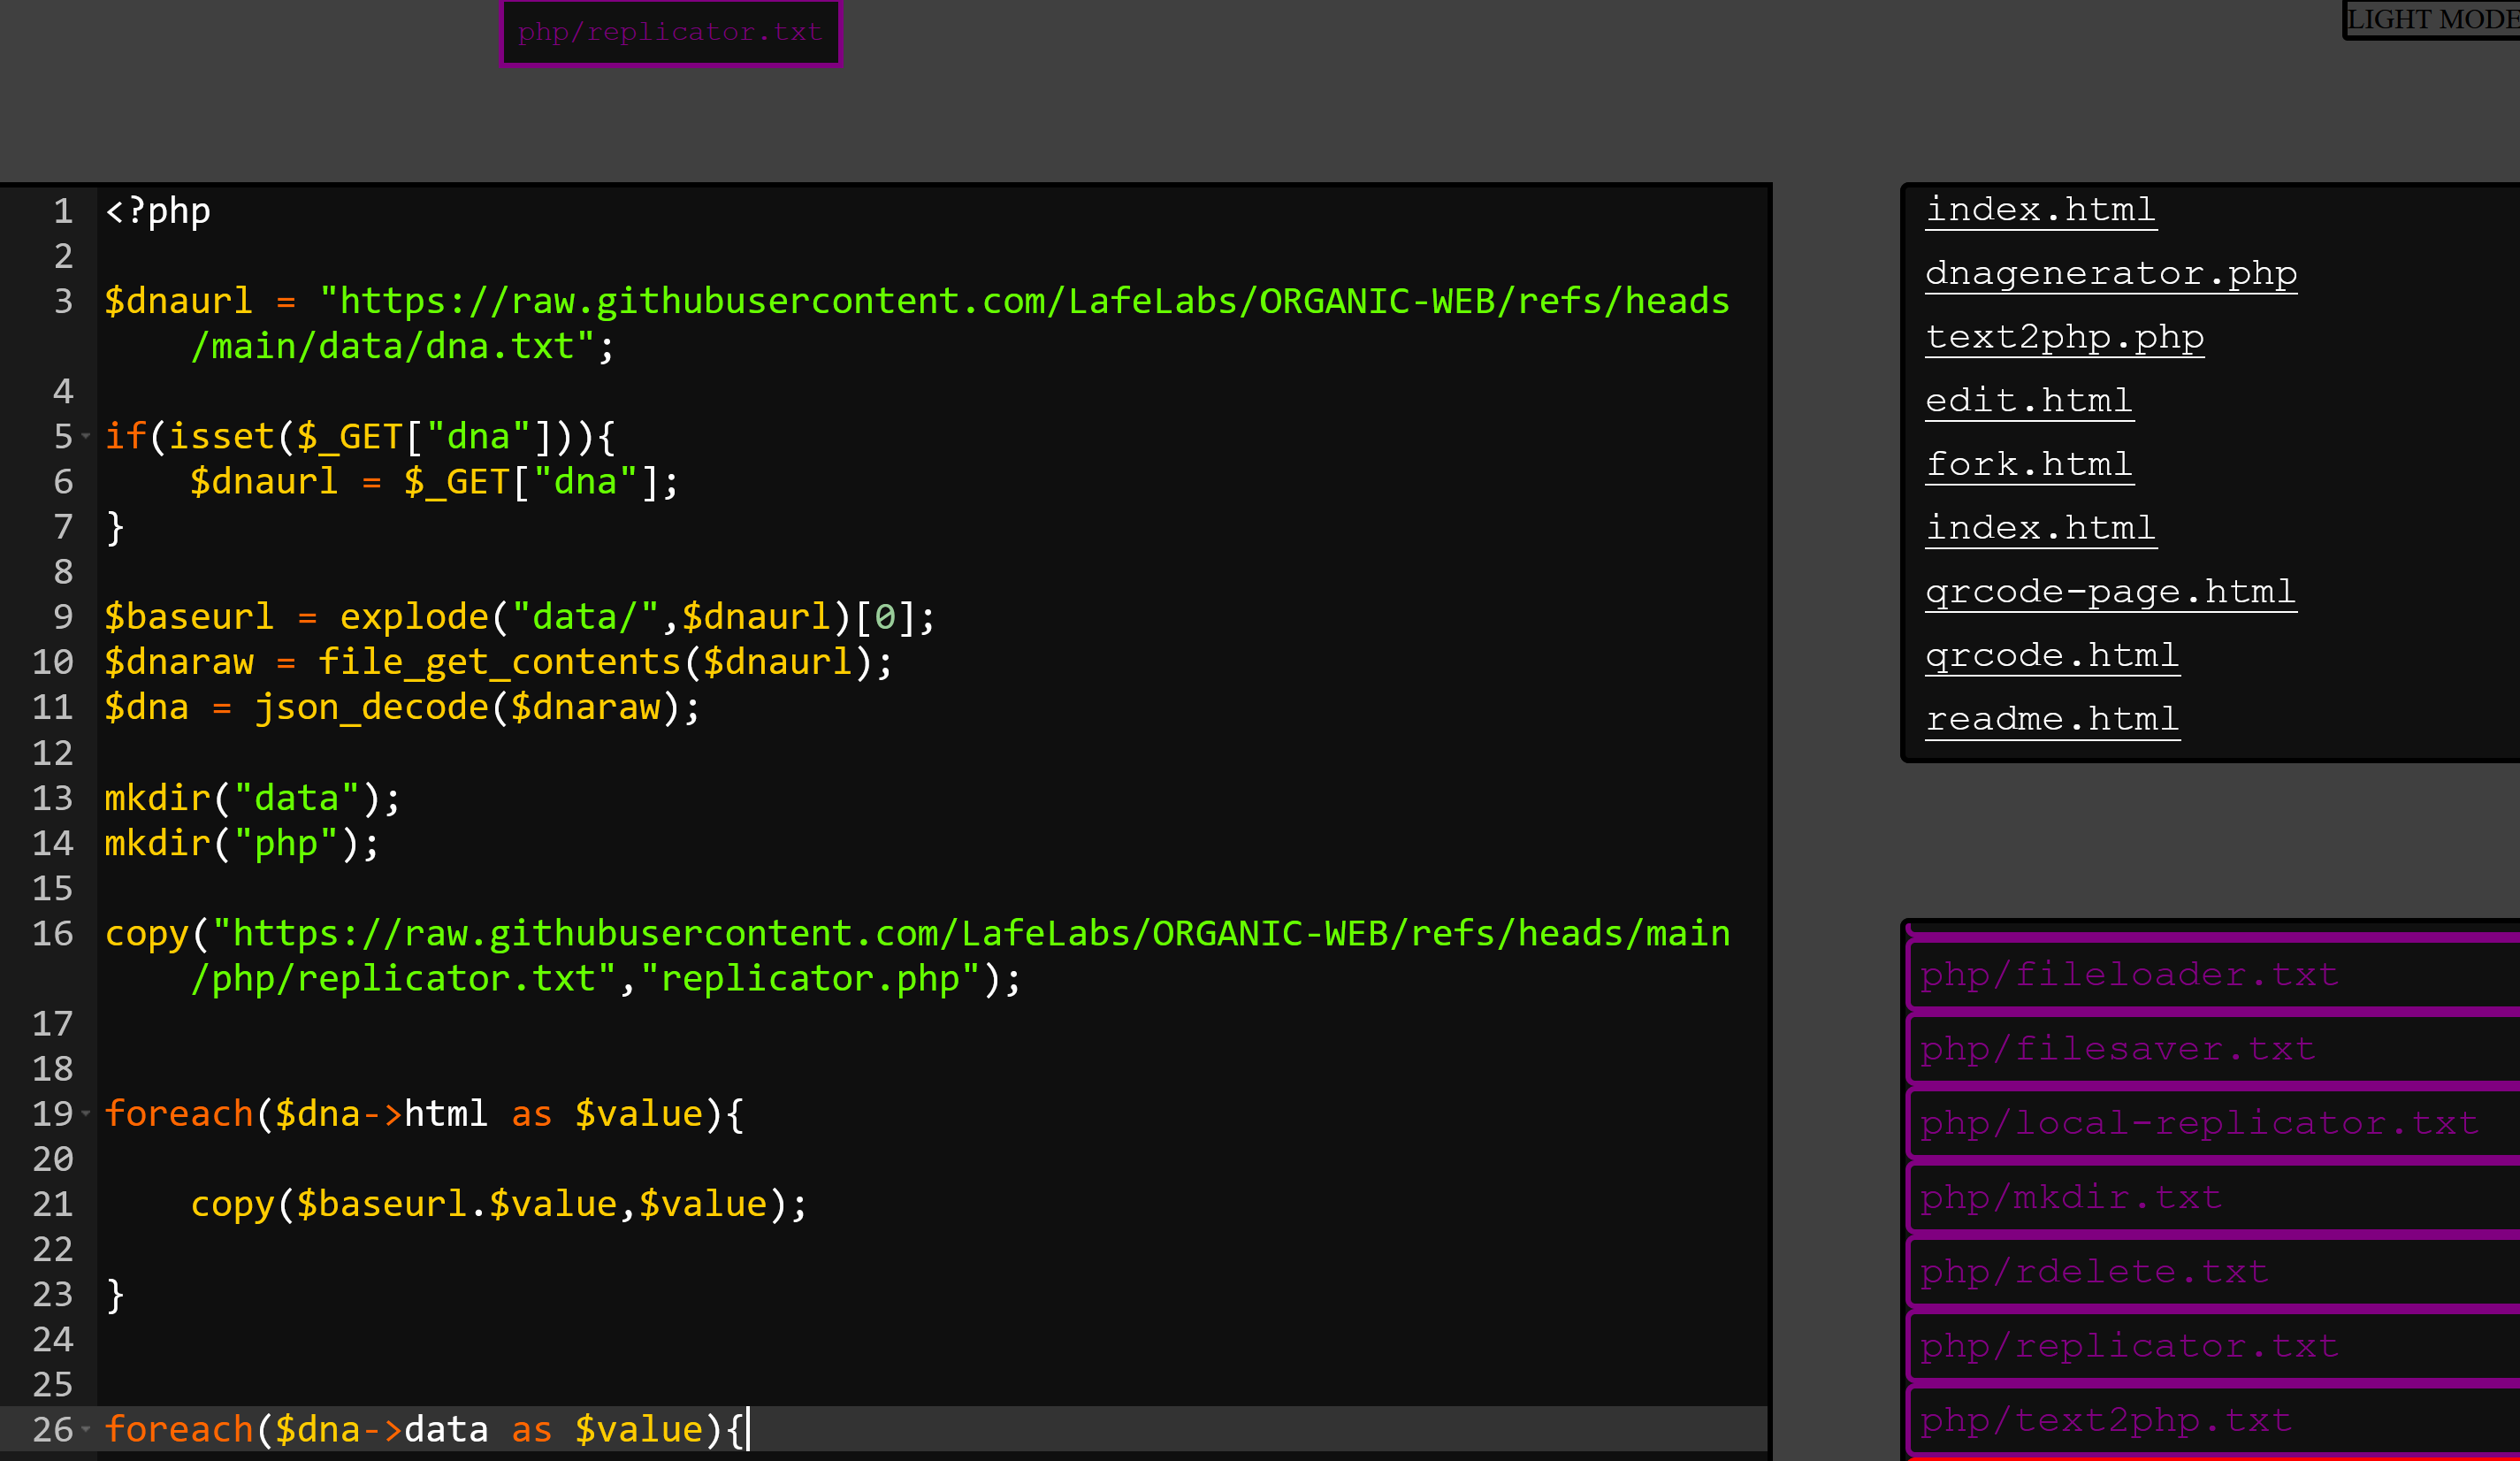 php/replicator.txt
LIGHT MODE
1 <?php
2
3 $dnaurl = "https://raw.githubusercontent.com/LafeLabs/ORGANIC-WEB/refs/heads
/main/data/dna.txt";
4
5 if(isset($_GET["dna"])){
6 $dnaurl = $_GET["dna"];
7 }
8
9 $baseurl = explode("data/",$dnaurl)[0];
10 $dnaraw = file_get_contents($dnaurl);
11 $dna = json_decode($dnaraw);
12
13 mkdir("data");
14 mkdir("php");
15
16 copy("https://raw.githubusercontent.com/LafeLabs/ORGANIC-WEB/refs/heads/main
/php/replicator.txt","replicator.php");
17
18
19 foreach($dna->html as $value){
20
21 copy($baseurl.$value,$value);
22
23 }
24
25
26 foreach($dna->data as $value){
index.html
dnagenerator.php
text2php.php
edit.html
fork.html
index.html
qrcode-page.html
qrcode.html
readme.html
php/fileloader.txt
php/filesaver.txt
php/local-replicator.txt
php/mkdir.txt
php/rdelete.txt
php/replicator.txt
php/text2php.txt